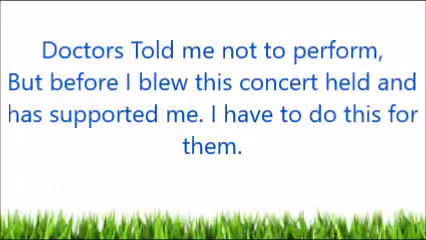 Doctors Told me not to perform,
But before I blew this concert held and
has supported me. I have to do this for
them.